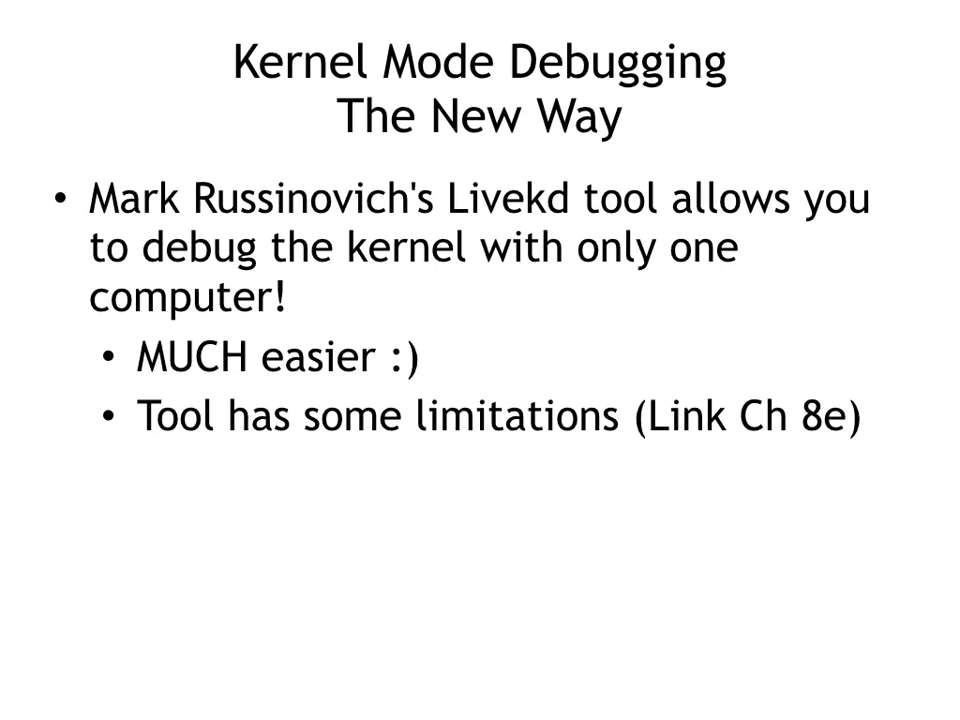 Kernel Mode Debugging
The New Way
• Mark Russinovich's Livekd tool allows you
to debug the kernel with only one
computer!
• MUCH easier :)
• Tool has some limitations (Link Ch 8e)